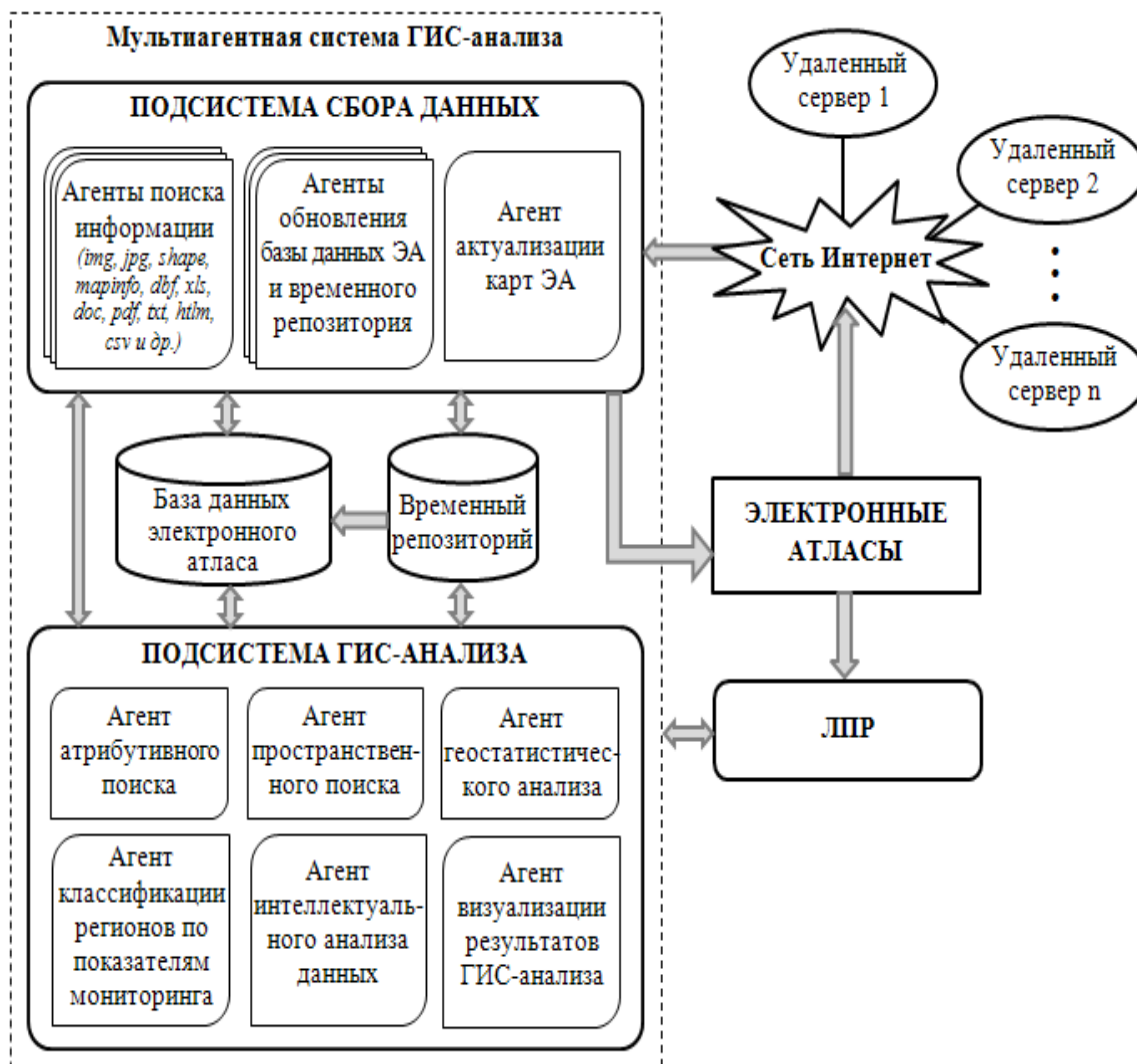 Мультиагентная система ГИС-анализа
ПОДСИСТЕМА СБОРА ДАННЫХ
Агенты поиска
информации
(img, jpg, shape,
mapinfo, dbf, xls,
doc, pdf, txt, htlm,
csv и др.)
Агенты
обновления
базы данных ЭА
и временного
репозитория
Агент
актуализации
карт ЭА
Удаленный
сервер 1
Удаленный
сервер 2
Сеть Интернет
Удаленный
сервер n
База данных
электронного
атласа
Временный
репозиторий
ЭЛЕКТРОННЫЕ
АТЛАСЫ
ПОДСИСТЕМА ГИС-АНАЛИЗА
Агент
атрибутивного
поиска
Агент
пространствен-
ного поиска
Агент
геостатистичес-
кого анализа
ЛПР
Агент
классификации
регионов по
показателям
мониторинга
Агент
интеллектуаль-
ного анализа
данных
Агент
визуализации
результатов
ГИС-анализа